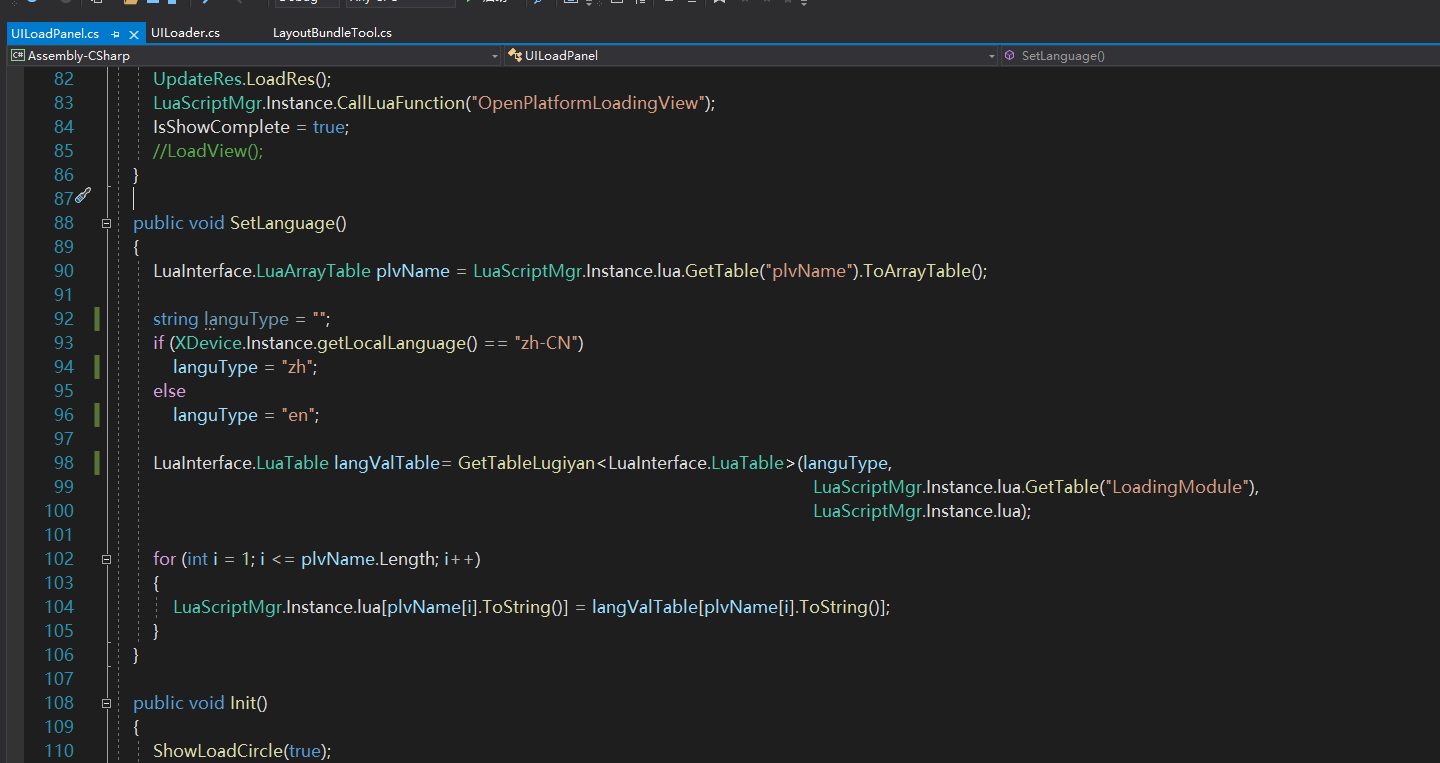 UILoadPanel.cs UILoader.cs LayoutBundleTool.cs
C# Assembly-CSharp UILoadPanel SetLanguage()
82 UpdateRes.LoadRes();
83 LuaScriptMgr.Instance.CallLuaFunction("OpenPlatformLoadingView");
84 IsShowComplete = true;
85 //LoadView();
86 }
87
88 public void SetLanguage()
89 {
90 LuaInterface.LuaArrayTable plvName = LuaScriptMgr.Instance.lua.GetTable("plvName").ToArrayTable();
91
92 string languType = "";
93 if (XDevice.Instance.getLocalLanguage() == "zh-CN")
94 languType = "zh";
95 else
96 languType = "en";
97
98 LuaInterface.LuaTable langValTable= GetTableLugiyan<LuaInterface.LuaTable>(languType,
99 LuaScriptMgr.Instance.lua.GetTable("LoadingModule"),
100 LuaScriptMgr.Instance.lua);
101
102 for (int i = 1; i <= plvName.Length; i++)
103 {
104 LuaScriptMgr.Instance.lua[plvName[i].ToString()] = langValTable[plvName[i].ToString()];
105 }
106 }
107
108 public void Init()
109 {
110 ShowLoadCircle(true);